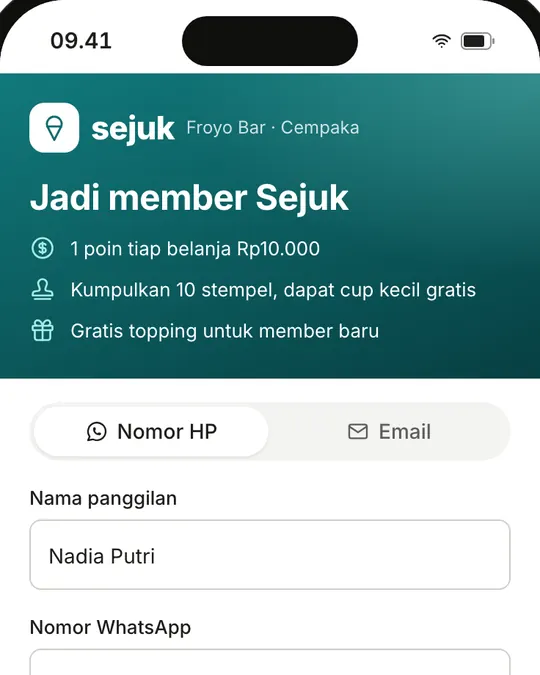 09.41
sejuk Froyo Bar · Cempaka
Jadi member Sejuk
1 poin tiap belanja Rp10.000
Kumpulkan 10 stempel, dapat cup kecil gratis
Gratis topping untuk member baru
Nomor HP Email
Nama panggilan
Nadia Putri
Nomor WhatsApp